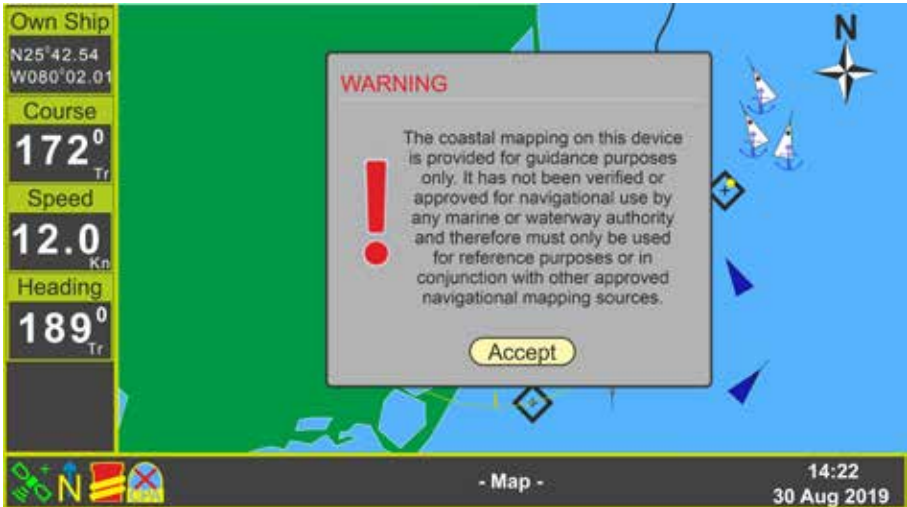 Own Ship
N25°42.54
W080°02.01
Course
172°
Tr
Speed
12.0
Kn
Heading
189°
Tr
N
WARNING
The coastal mapping on this device
is provided for guidance purposes
only. It has not been verified or
approved for navigational use by
any marine or waterway authority
and therefore must only be used
for reference purposes or in
conjunction with other approved
navigational mapping sources.
Accept
N
CPA
- Map -
14:22
30 Aug 2019